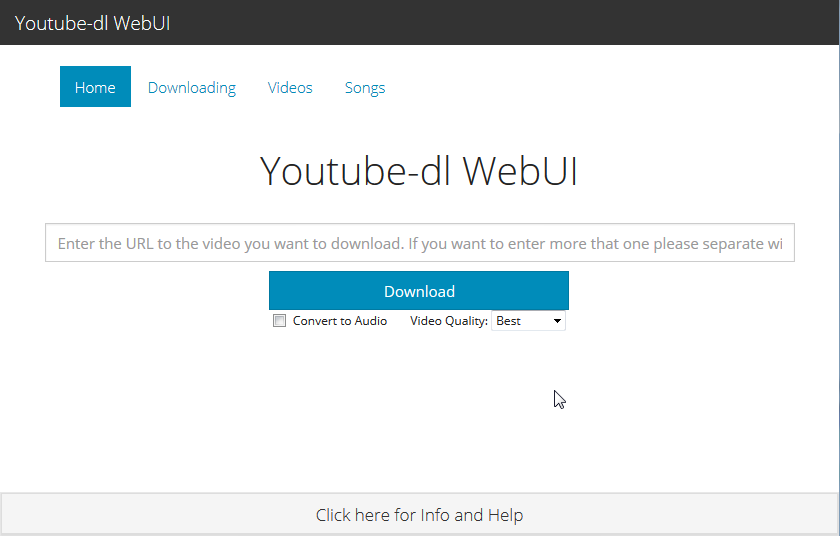 Youtube-dl WebUI
Home Downloading Videos Songs
Youtube-dl WebUI
Enter the URL to the video you want to download. If you want to enter more that one please separate wi
Download
Convert to Audio Video Quality: Best
Click here for Info and Help